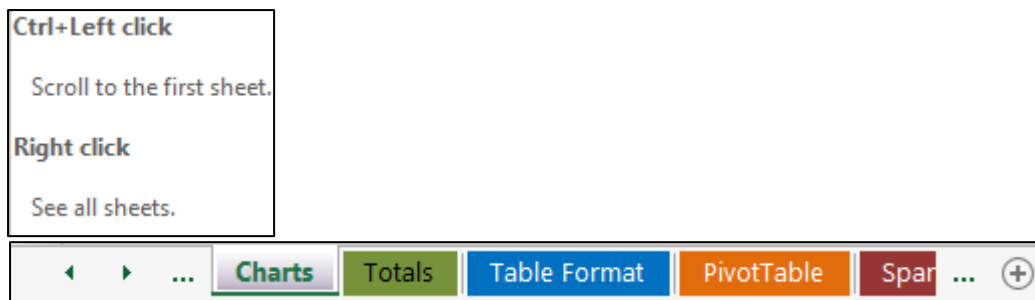 Ctrl+Left click
Scroll to the first sheet.
Right click
See all sheets.
... Charts Totals Table Format PivotTable Spar ...